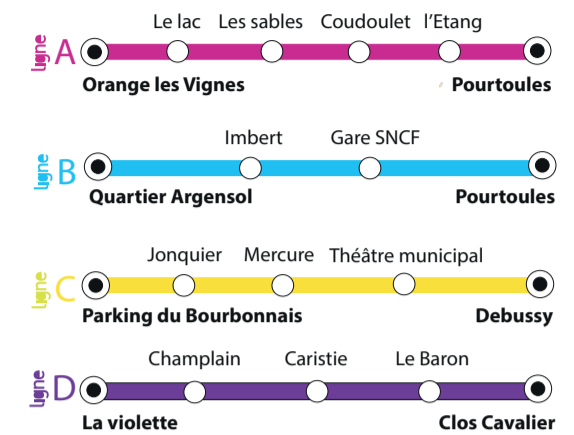 Le lac Les sables Coudoulet l'Etang
ligne A
Orange les Vignes Pourtoules
Imbert Gare SNCF
ligne B
Quartier Argensol Pourtoules
Jonquier Mercure Théâtre municipal
ligne C
Parking du Bourbonnais Debussy
Champlain Caristie Le Baron
ligne D
La violette Clos Cavalier